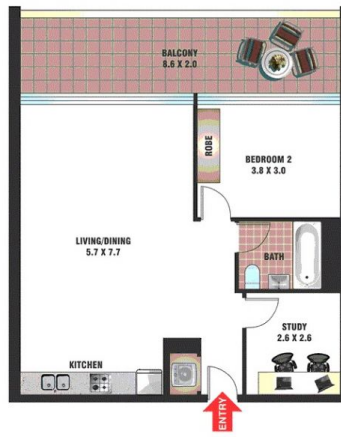 BALCONY
8.6 X 2.0
ROBE
BEDROOM 2
3.8 X 3.0
LIVING/DINING
5.7 X 7.7
BATH
STUDY
2.6 X 2.6
KITCHEN
ENTRY